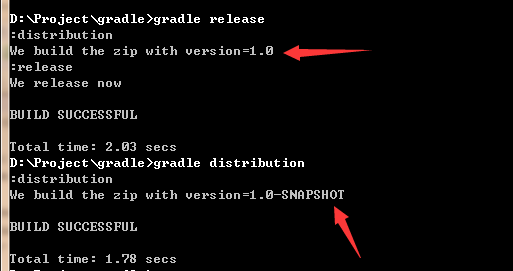 D:\Project\gradle>gradle release
:distribution
We build the zip with version=1.0
:release
We release now
BUILD SUCCESSFUL
Total time: 2.03 secs
D:\Project\gradle>gradle distribution
:distribution
We build the zip with version=1.0-SNAPSHOT
BUILD SUCCESSFUL
Total time: 1.78 secs